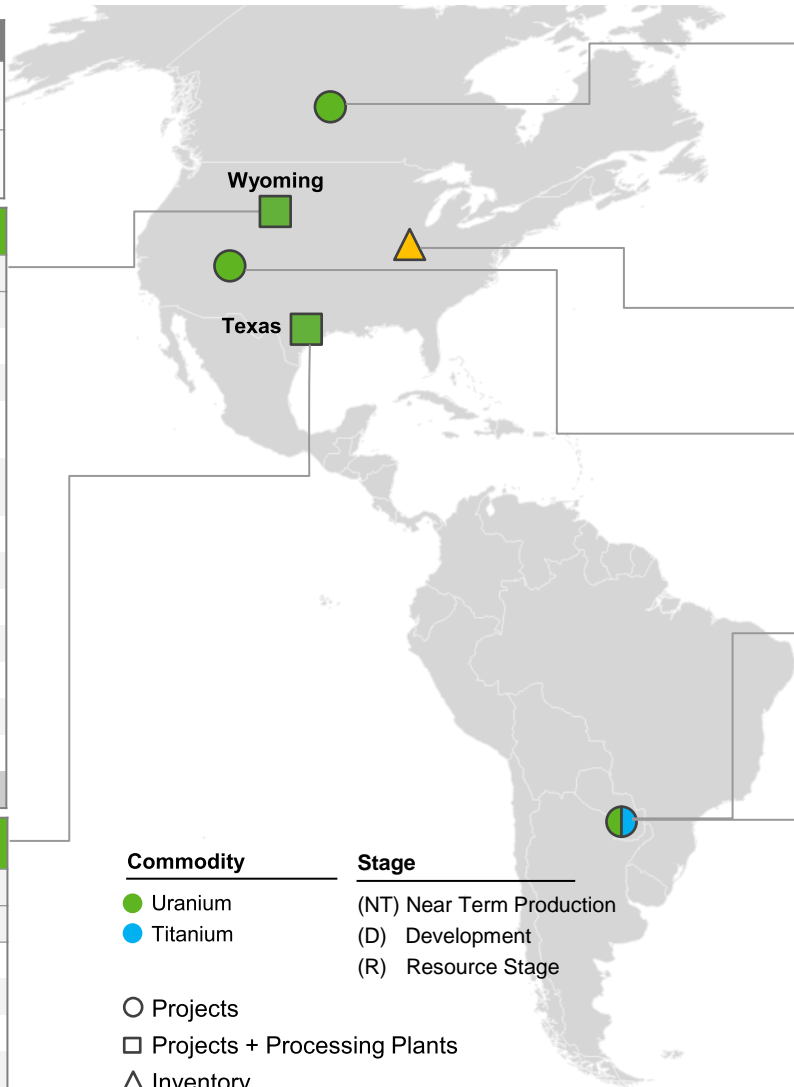 Wyoming
Texas
Commodity
Uranium
Titanium
Stage
(NT) Near Term Production
(D) Development
(R) Resource Stage
Projects
Projects + Processing Plants
Inventory